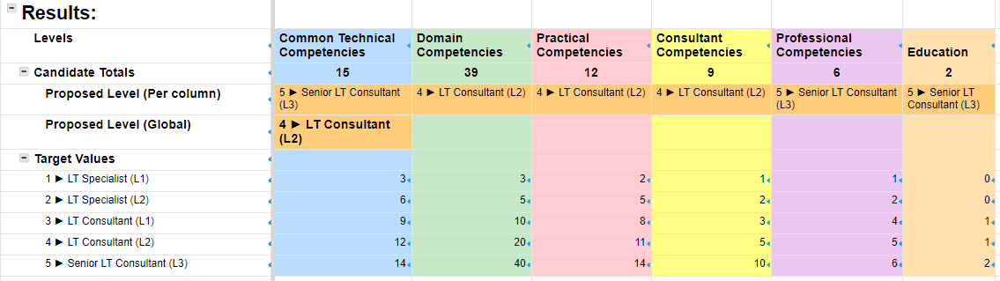 Results:
Levels
Common Technical Competencies
Domain Competencies
Practical Competencies
Consultant Competencies
Professional Competencies
Education
Candidate Totals 15 39 12 9 6 2
Proposed Level (Per column)
5 ► Senior LT Consultant (L3)
4 ► LT Consultant (L2)
4 ► LT Consultant (L2)
4 ► LT Consultant (L2)
5 ► Senior LT Consultant (L3)
5 ► Senior LT Consultant (L3)
Proposed Level (Global)
4 ► LT Consultant (L2)
Target Values
1 ► LT Specialist (L1) 3 3 2 1 1 0
2 ► LT Specialist (L2) 6 5 5 2 2 0
3 ► LT Consultant (L1) 9 10 8 3 4 1
4 ► LT Consultant (L2) 12 20 11 5 5 1
5 ► Senior LT Consultant (L3) 14 40 14 10 6 2